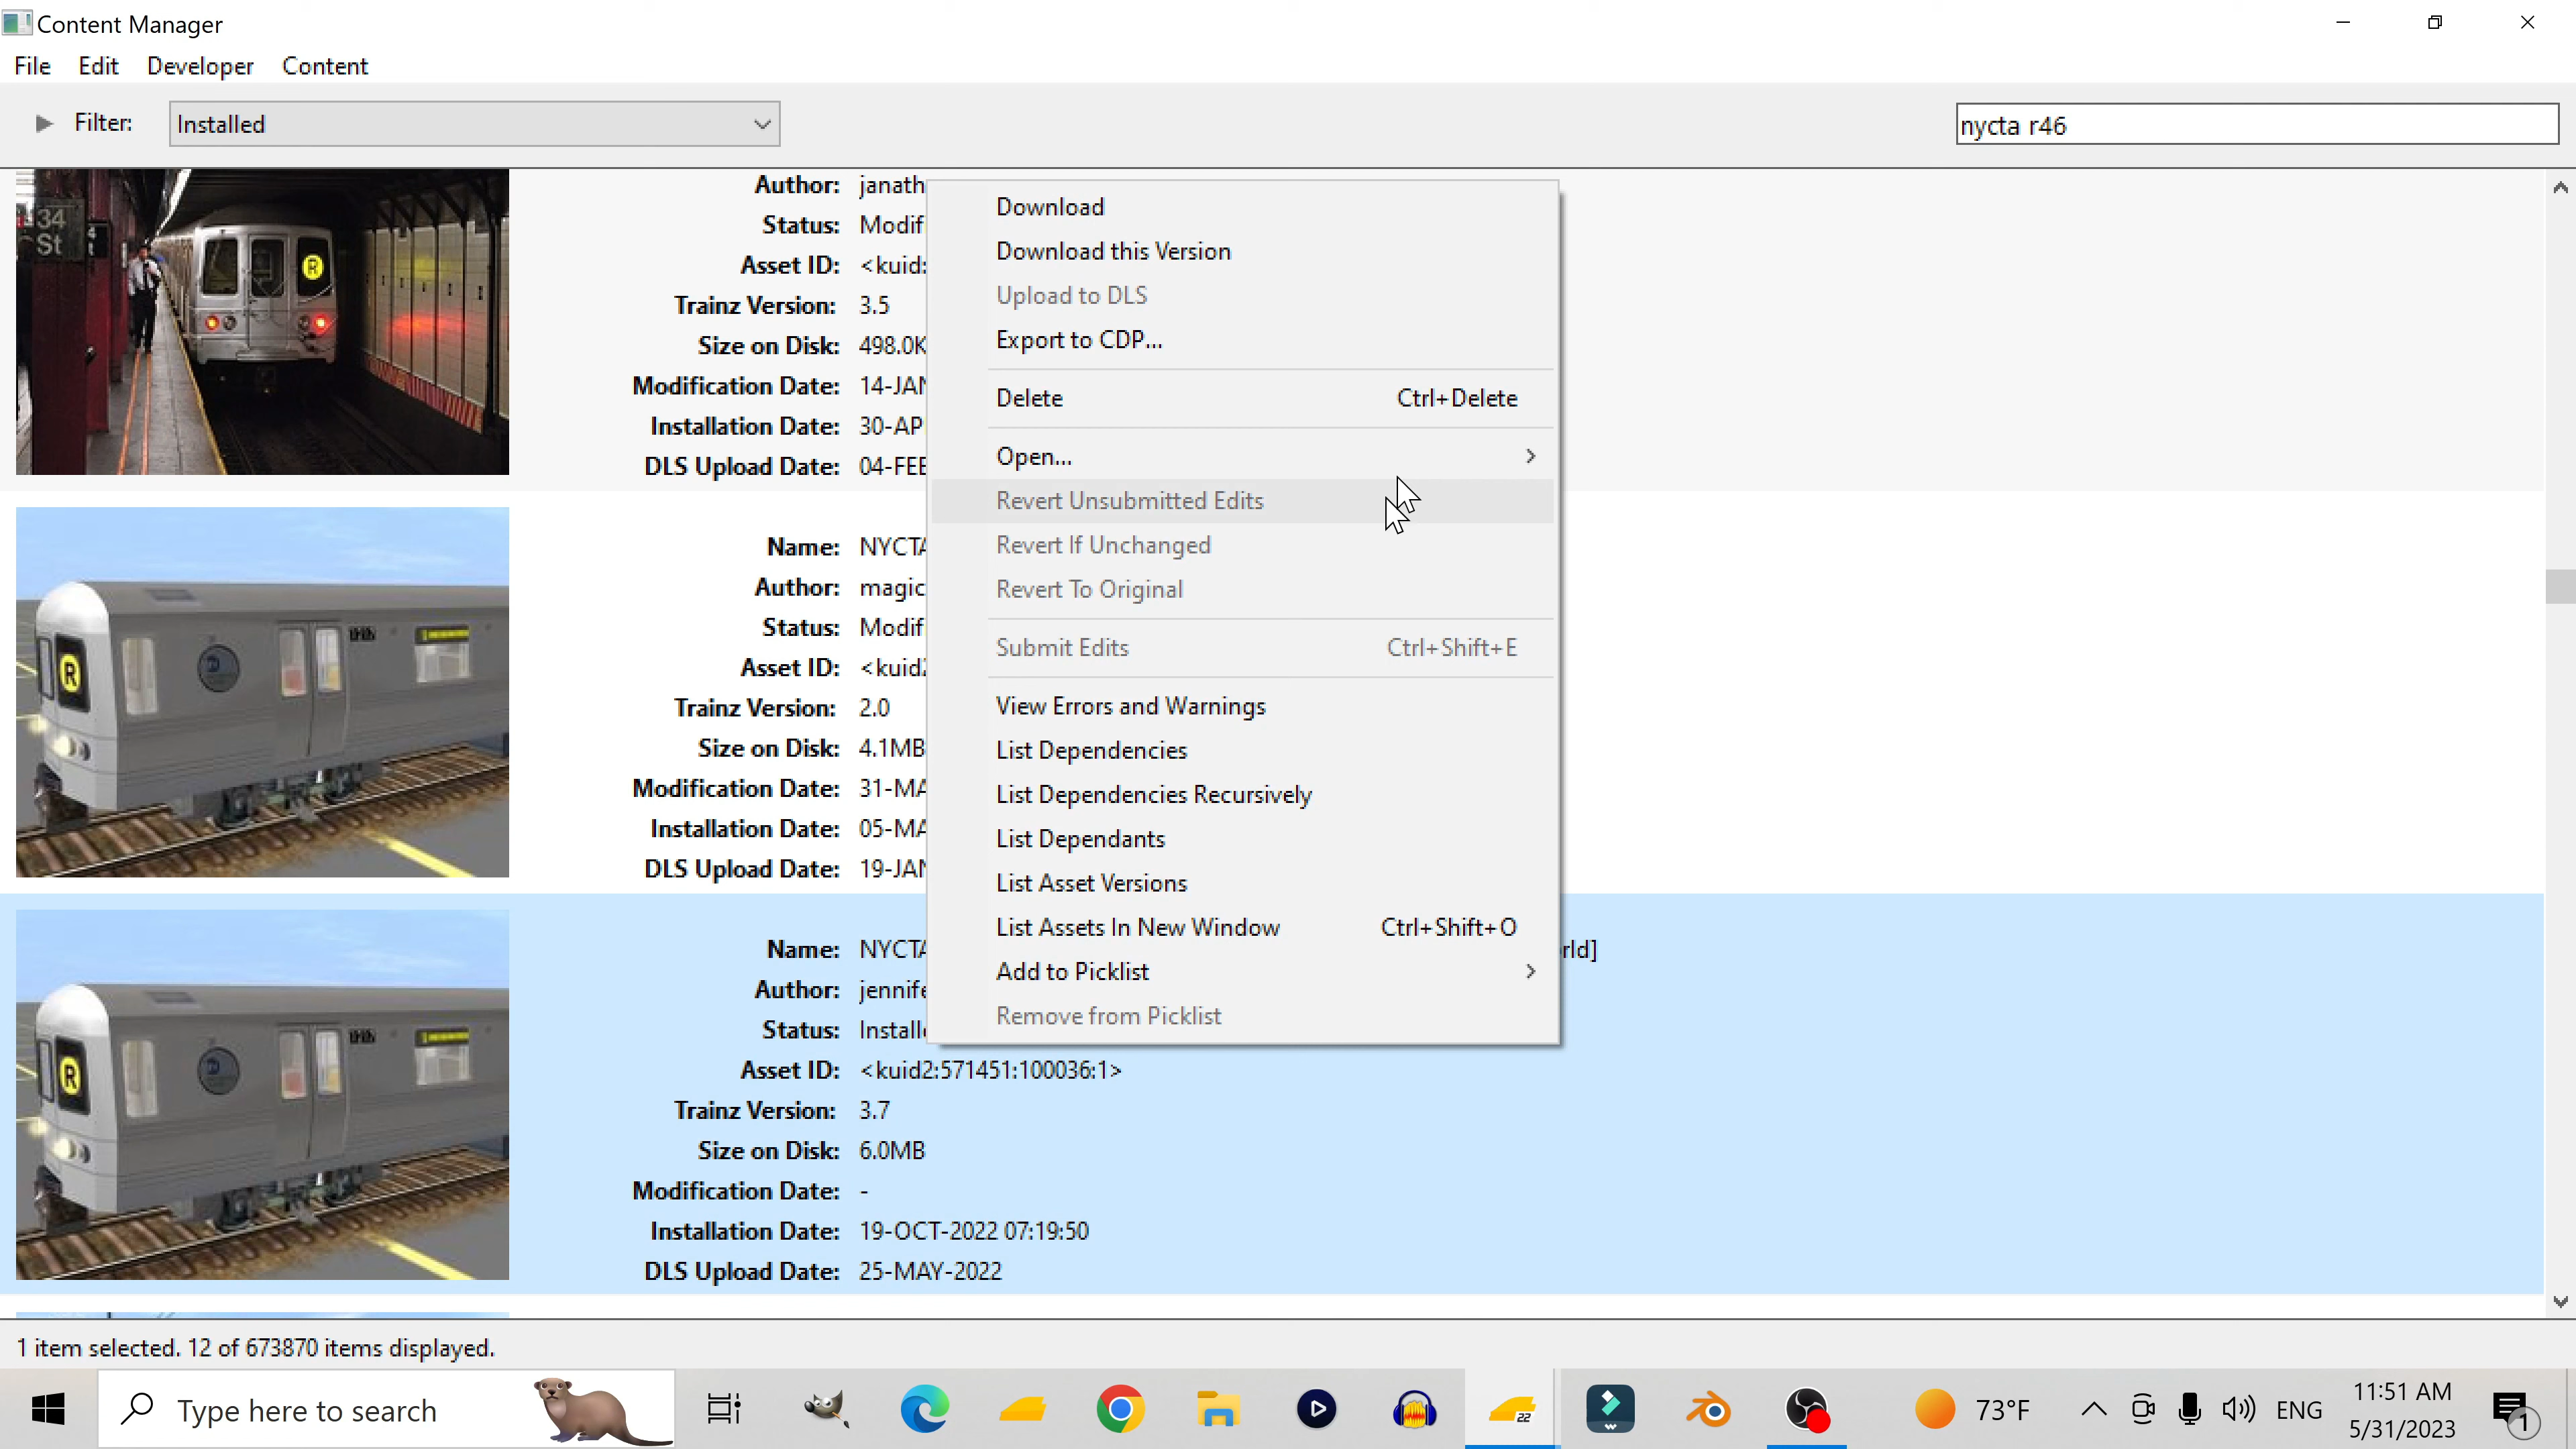 Content Manager
File Edit Developer Content
Filter: Installed
nycta r46
34
St
R
Author: janath
Status: Modif
Asset ID: <kuid:
Trainz Version: 3.5
Size on Disk: 498.0K
Modification Date: 14-JAN
Installation Date: 30-AP
DLS Upload Date: 04-FEB
Download
Download this Version
Upload to DLS
Export to CDP...
Delete Ctrl+Delete
Open...
Revert Unsubmitted Edits
Revert If Unchanged
Revert To Original
Submit Edits Ctrl+Shift+E
View Errors and Warnings
List Dependencies
List Dependencies Recursively
List Dependants
List Asset Versions
List Assets In New Window Ctrl+Shift+O
Add to Picklist
Remove from Picklist
R
Name: NYCTA
Author: magic
Status: Modif
Asset ID: <kuid2
Trainz Version: 2.0
Size on Disk: 4.1MB
Modification Date: 31-MA
Installation Date: 05-MA
DLS Upload Date: 19-JAN
R
Name: NYCTA rld]
Author: jennife
Status: Install
Asset ID: <kuid2:571451:100036:1>
Trainz Version: 3.7
Size on Disk: 6.0MB
Modification Date: -
Installation Date: 19-OCT-2022 07:19:50
DLS Upload Date: 25-MAY-2022
1 item selected. 12 of 673870 items displayed.
Type here to search
22
73°F
ENG
11:51 AM
5/31/2023
1